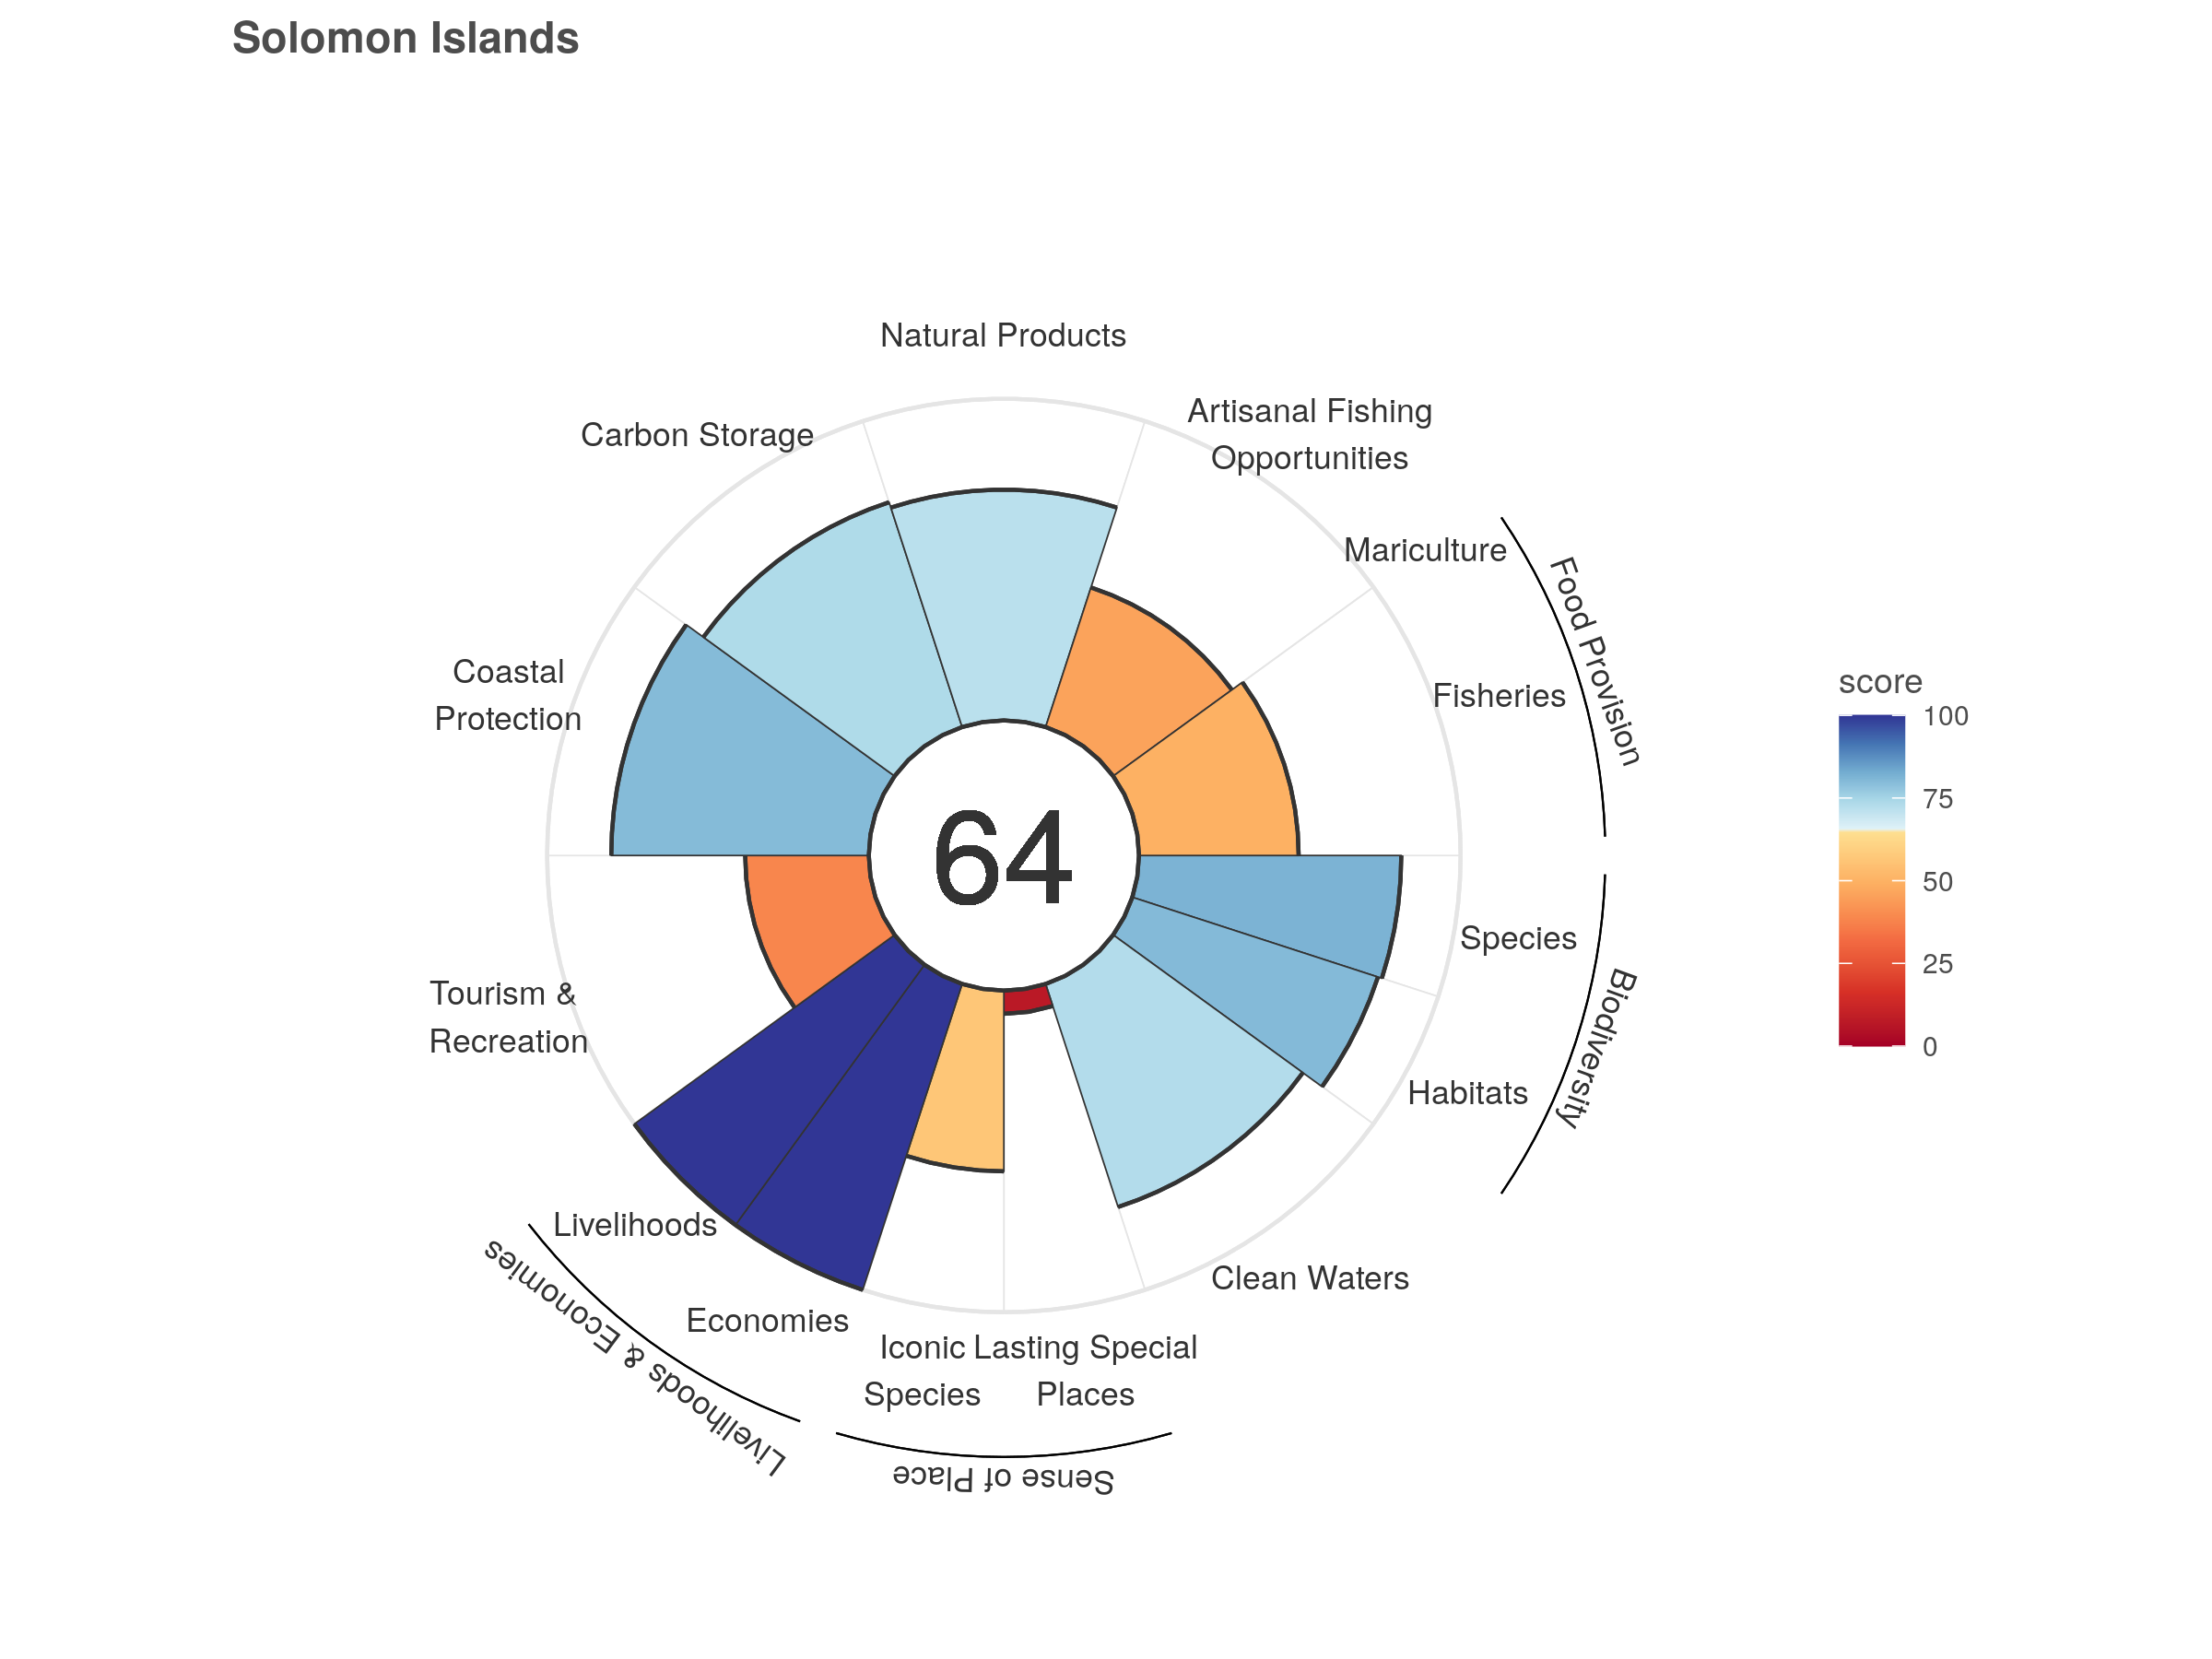 Solomon Islands
Natural Products
Artisanal Fishing
Opportunities
Carbon Storage
Mariculture
Food Provision
Fisheries
Coastal
Protection
64
score
100
75
50
25
0
Species
Biodiversity
Habitats
Tourism &
Recreation
Livelihoods
Economies
Livelihoods & Economies
Clean Waters
Iconic
Species
Lasting Special
Places
Sense of Place